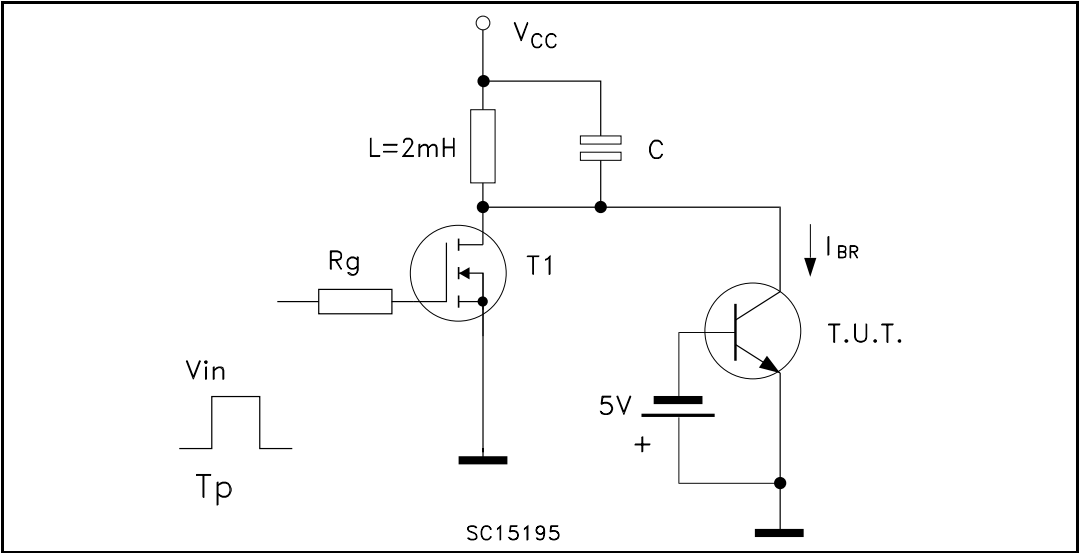 VCC
L=2mH
C
Rg
T1
IBR
T.U.T.
Vin
5V
+
Tp
SC15195